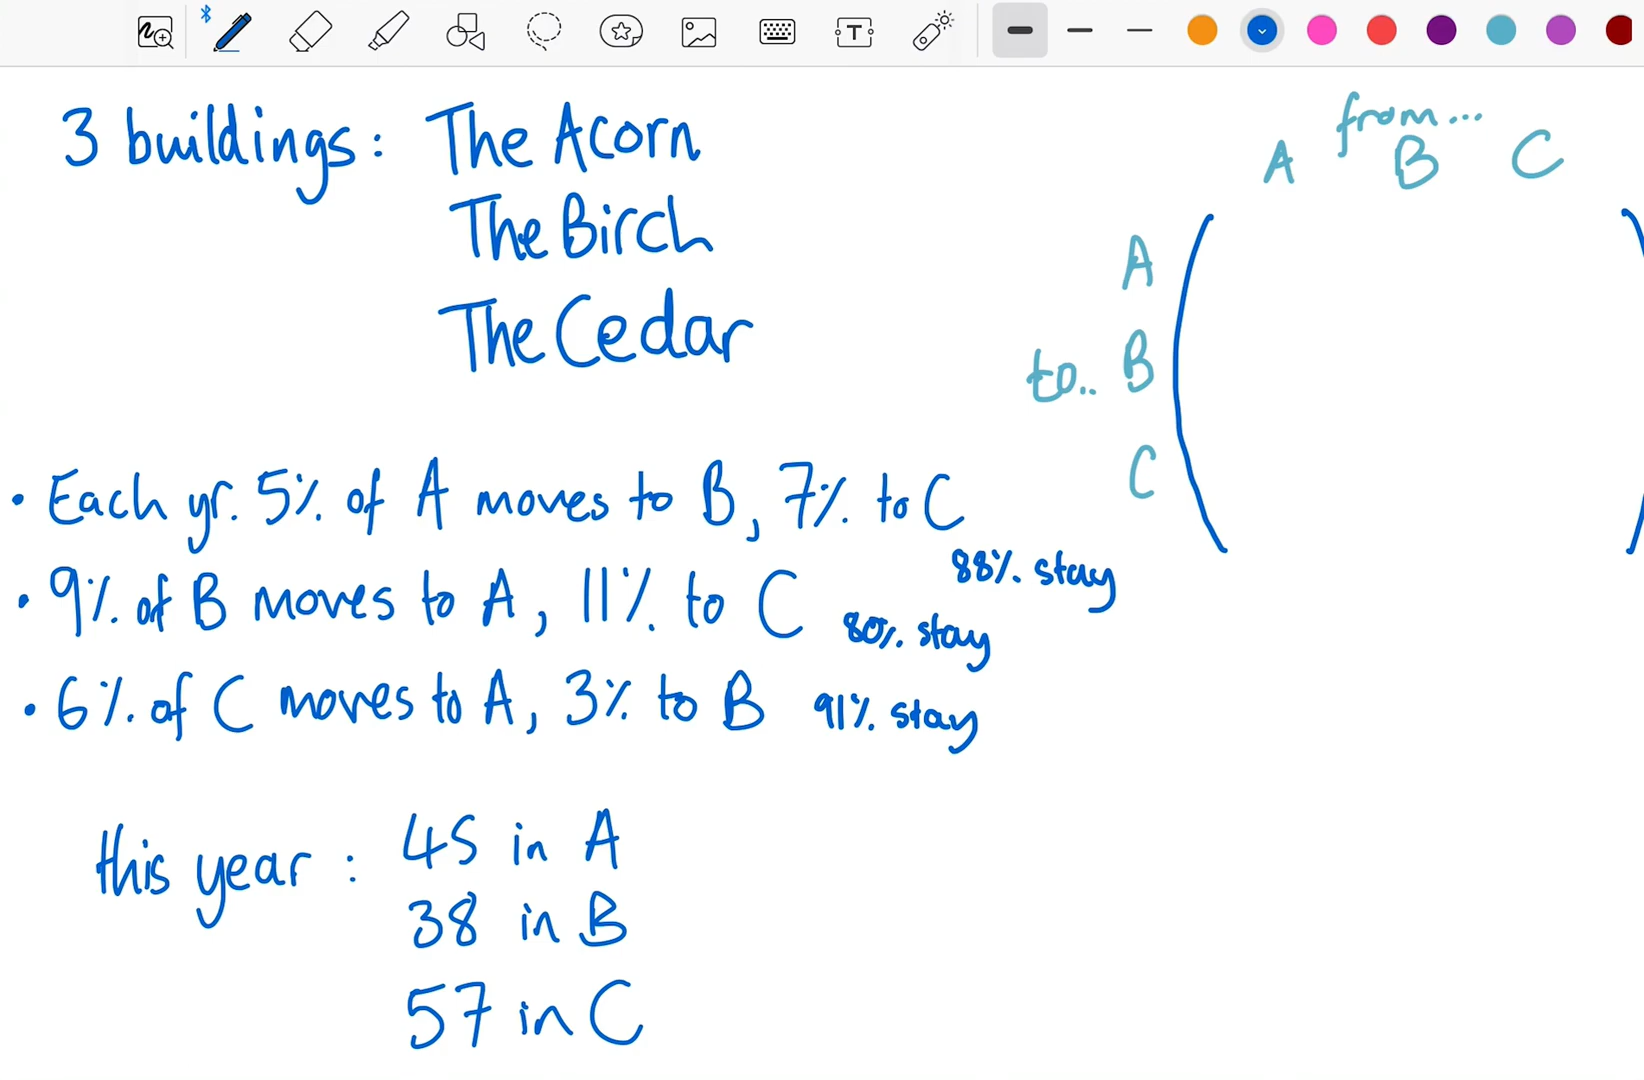 3 buildings: The Acorn
The Birch
The Cedar
from...
A B C
A
to.. B
C
• Each yr. 5% of A moves to B, 7% to C
88% stay
• 9% of B moves to A, 11% to C 80% stay
• 6% of C moves to A, 3% to B 91% stay
this year: 45 in A
38 in B
57 in C